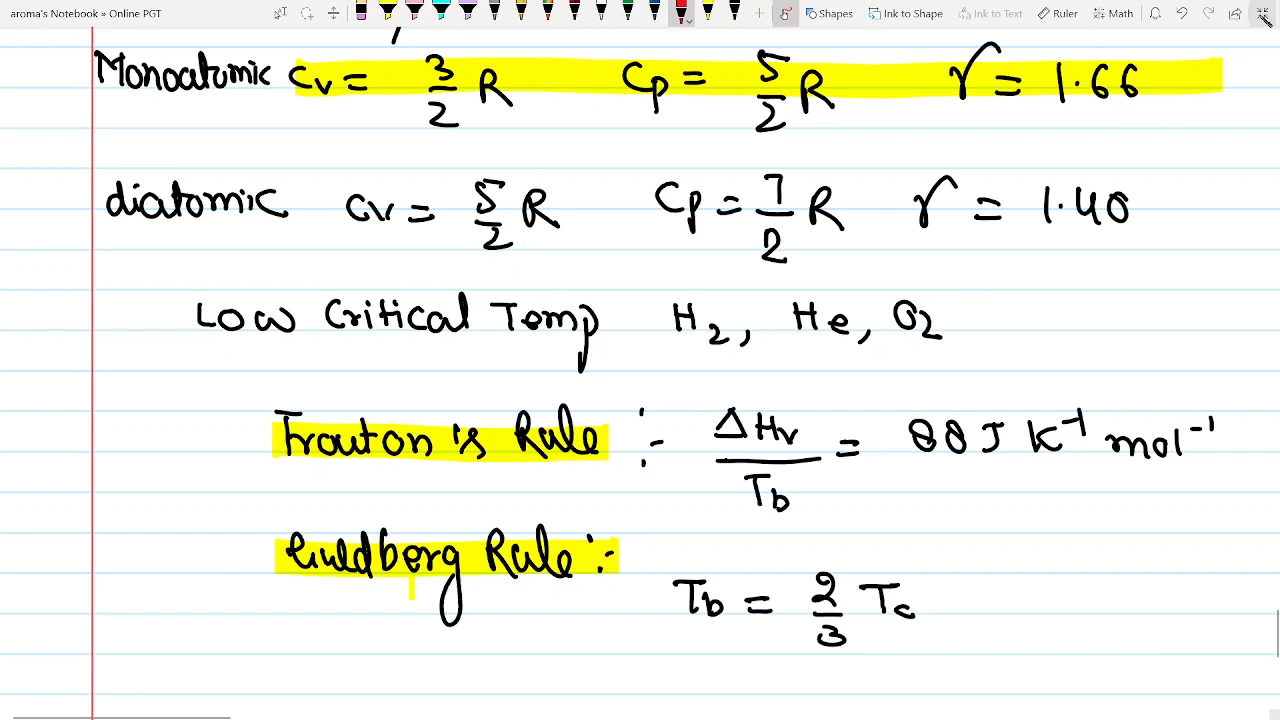 aroma's Notebook » Online PGT
Shapes Ink to Shape Ink to Text Ruler Math
Monoatomic Cv = 3/2 R Cp = 5/2 R γ = 1.66
diatomic Cv = 5/2 R Cp = 7/2 R γ = 1.40
Low Critical Temp H2, He, O2
Trouton's Rule :- ΔHv/Tb = 88 J K⁻¹ mol⁻¹
Guldberg Rule :-
Tb = 2/3 Tc